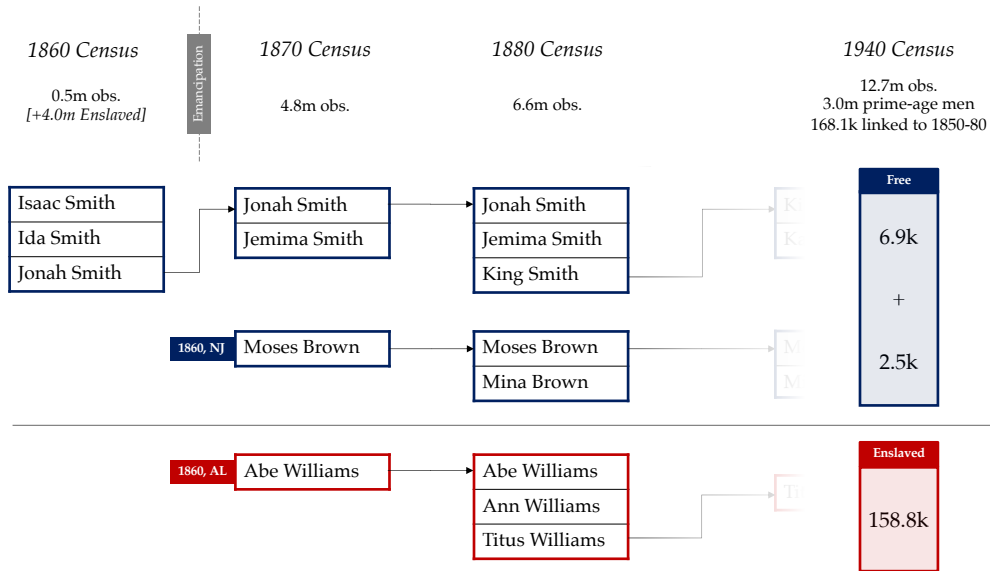 1860 Census
0.5m obs.
[+4.0m Enslaved]
Emancipation
1870 Census
4.8m obs.
1880 Census
6.6m obs.
1940 Census
12.7m obs.
3.0m prime-age men
168.1k linked to 1850-80
Isaac Smith
Ida Smith
Jonah Smith
Jonah Smith
Jemima Smith
Jonah Smith
Jemima Smith
King Smith
Free
6.9k
+
2.5k
1860, NJ
Moses Brown
Moses Brown
Mina Brown
1860, AL
Abe Williams
Abe Williams
Ann Williams
Titus Williams
Enslaved
158.8k